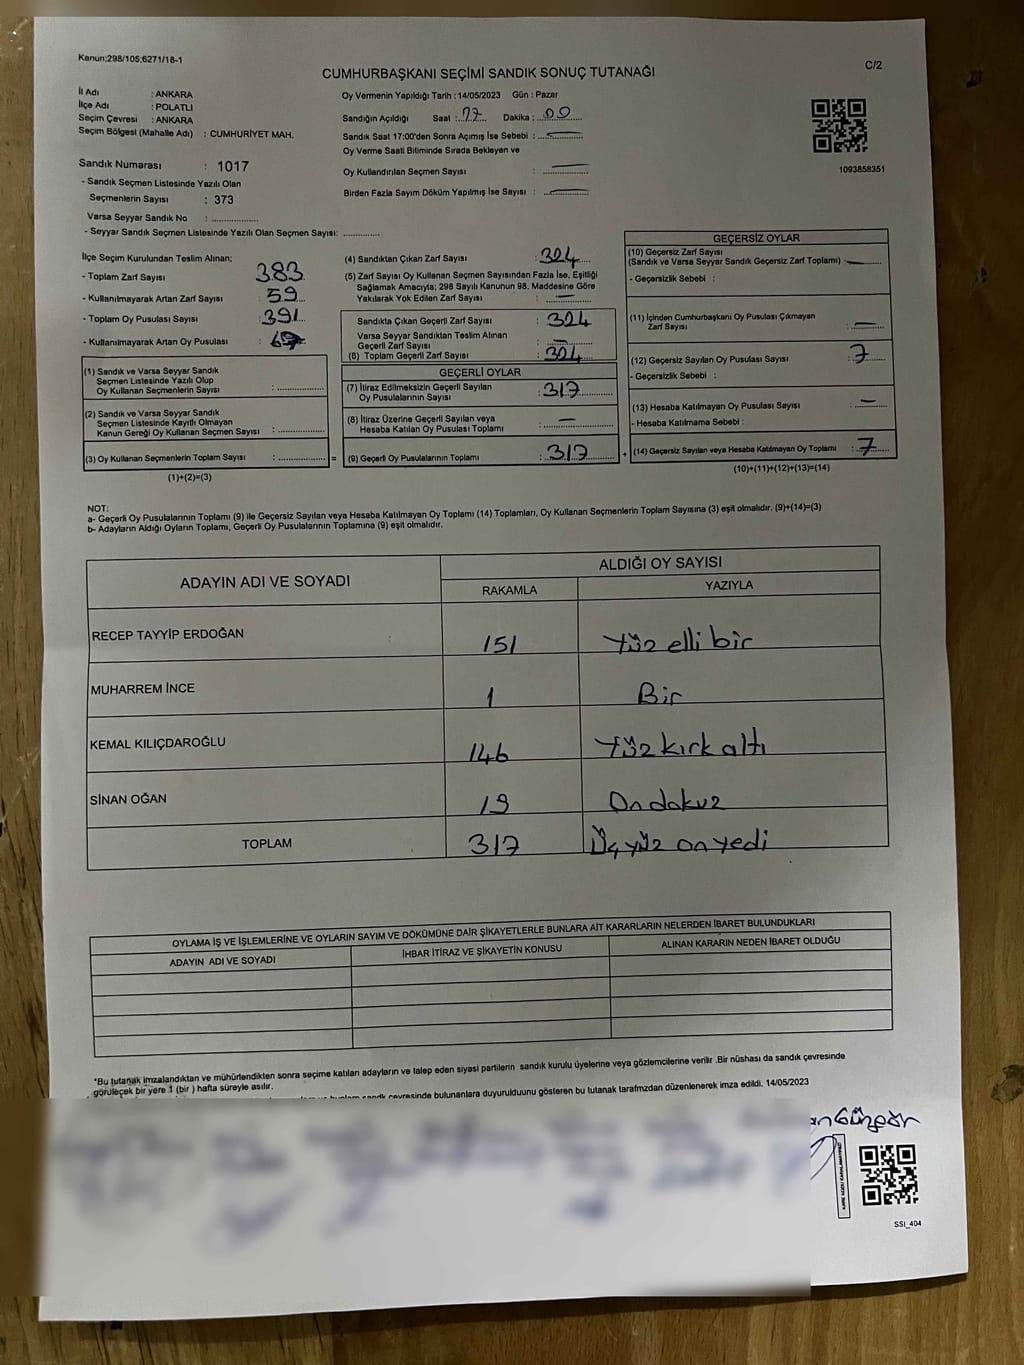 Kanun;298/105;6271/18-1
C/2
CUMHURBAŞKANI SEÇİMİ SANDIK SONUÇ TUTANAĞI
İl Adı : ANKARA
İlçe Adı : POLATLI
Seçim Çevresi : ANKARA
Seçim Bölgesi (Mahalle Adı) : CUMHURİYET MAH.
Sandık Numarası : 1017
- Sandık Seçmen Listesinde Yazılı Olan
Seçmenlerin Sayısı : 373
Varsa Seyyar Sandık No : ..............
- Seyyar Sandık Seçmen Listesinde Yazılı Olan Seçmen Sayısı: ............
Oy Vermenin Yapıldığı Tarih : 14/05/2023 Gün : Pazar
Sandığın Açıldığı Saat : 17 Dakika : 00
Sandık Saat 17:00'den Sonra Açımış İse Sebebi : —
Oy Verme Saati Bitiminde Sırada Bekleyen ve
Oy Kullandırılan Seçmen Sayısı : —
Birden Fazla Sayım Döküm Yapılmış İse Sayısı : —
1093858351
İlçe Seçim Kurulundan Teslim Alınan;
- Toplam Zarf Sayısı : 383
- Kullanılmayarak Artan Zarf Sayısı : 59
- Toplam Oy Pusulası Sayısı : 391
- Kullanılmayarak Artan Oy Pusulası :
(1) Sandık ve Varsa Seyyar Sandık
Seçmen Listesinde Yazılı Olup
Oy Kullanan Seçmenlerin Sayısı : ..............
(2) Sandık ve Varsa Seyyar Sandık
Seçmen Listesinde Kayıtlı Olmayan
Kanun Gereği Oy Kullanan Seçmen Sayısı : ..............
(3) Oy Kullanan Seçmenlerin Toplam Sayısı : .............. =
(1)+(2)=(3)
(4) Sandıktan Çıkan Zarf Sayısı : 324
(5) Zarf Sayısı Oy Kullanan Seçmen Sayısından Fazla İse, Eşitliği
Sağlamak Amacıyla; 298 Sayılı Kanunun 98. Maddesine Göre
Yakılarak Yok Edilen Zarf Sayısı : —
Sandıkta Çıkan Geçerli Zarf Sayısı : 324
Varsa Seyyar Sandıktan Teslim Alınan
Geçerli Zarf Sayısı : —
(6) Toplam Geçerli Zarf Sayısı : 324
GEÇERLİ OYLAR
(7) İtiraz Edilmeksizin Geçerli Sayılan
Oy Pusulasının Sayısı : 317
(8) İtiraz Üzerine Geçerli Sayılan veya
Hesaba Katılan Oy Pusulası Toplamı : —
(9) Geçerli Oy Pusulalarının Toplamı : 317 +
GEÇERSİZ OYLAR
(10) Geçersiz Zarf Sayısı
(Sandık ve Varsa Seyyar Sandık Geçersiz Zarf Toplamı) : —
- Geçersizlik Sebebi :
(11) İçinden Cumhurbaşkanı Oy Pusulası Çıkmayan
Zarf Sayısı : —
(12) Geçersiz Sayılan Oy Pusulası Sayısı : 7
- Geçersizlik Sebebi :
(13) Hesaba Katılmayan Oy Pusulası Sayısı : —
- Hesaba Katılmama Sebebi :
(14) Geçersiz Sayılan veya Hesaba Katılmayan Oy Toplamı : 7
(10)+(11)+(12)+(13)=(14)
NOT:
a- Geçerli Oy Pusulalarının Toplamı (9) ile Geçersiz Sayılan veya Hesaba Katılmayan Oy Toplamı (14) Toplamları, Oy Kullanan Seçmenlerin Toplam Sayısına (3) eşit olmalıdır. (9)+(14)=(3)
b- Adayların Aldığı Oyların Toplamı, Geçerli Oy Pusulalarının Toplamına (9) eşit olmalıdır.
ADAYIN ADI VE SOYADI
ALDIĞI OY SAYISI
RAKAMLA YAZIYLA
RECEP TAYYİP ERDOĞAN 151 Yüz elli bir
MUHARREM İNCE 1 Bir
KEMAL KILIÇDAROĞLU 146 Yüz kırk altı
SİNAN OĞAN 19 On dokuz
TOPLAM 317 Üç yüz on yedi
OYLAMA İŞ VE İŞLEMLERİNE VE OYLARIN SAYIM VE DÖKÜMÜNE DAİR ŞİKAYETLERLE BUNLARA AİT KARARLARIN NELERDEN İBARET BULUNDUKLARI
ADAYIN ADI VE SOYADI İHBAR İTİRAZ VE ŞİKAYETİN KONUSU ALINAN KARARIN NEDEN İBARET OLDUĞU
*Bu tutanak imzalandıktan ve mühürlendikten sonra seçime katılan adayların ve talep eden siyasi partilerin sandık kurulu üyelerine veya gözlemcilerine verilir .Bir nüshası da sandık çevresinde
görülecek bir yere 1 (bir ) hafta süreyle asılır.
sandık çevresinde bulunanlara duyurulduunu gösteren bu tutanak tarafmzdan düzenlenerek imza edildi. 14/05/2023
an Güngör
KARE KODU KARALAMAYINIZ
SSI_404